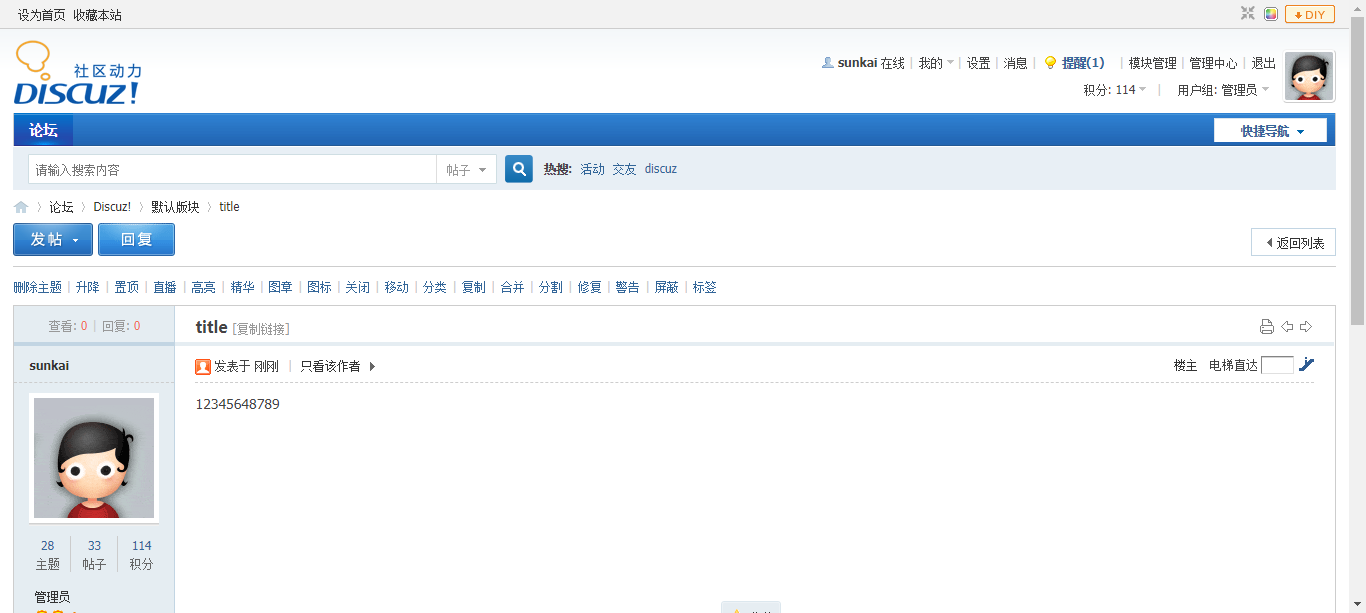 设为首页 收藏本站
DIY
社区动力
DISCUZ!
sunkai 在线 | 我的 | 设置 | 消息 | 提醒(1) | 模块管理 | 管理中心 | 退出
积分: 114 | 用户组: 管理员
论坛
快捷导航
请输入搜索内容
帖子
热搜: 活动 交友 discuz
论坛 〉 Discuz! 〉 默认版块 〉 title
发帖 回复
返回列表
删除主题 | 升降 | 置顶 | 直播 | 高亮 | 精华 | 图章 | 图标 | 关闭 | 移动 | 分类 | 复制 | 合并 | 分割 | 修复 | 警告 | 屏蔽 | 标签
查看: 0 | 回复: 0
title [复制链接]
sunkai
发表于 刚刚 | 只看该作者
楼主 电梯直达
12345648789
28 33 114
主题 帖子 积分
管理员